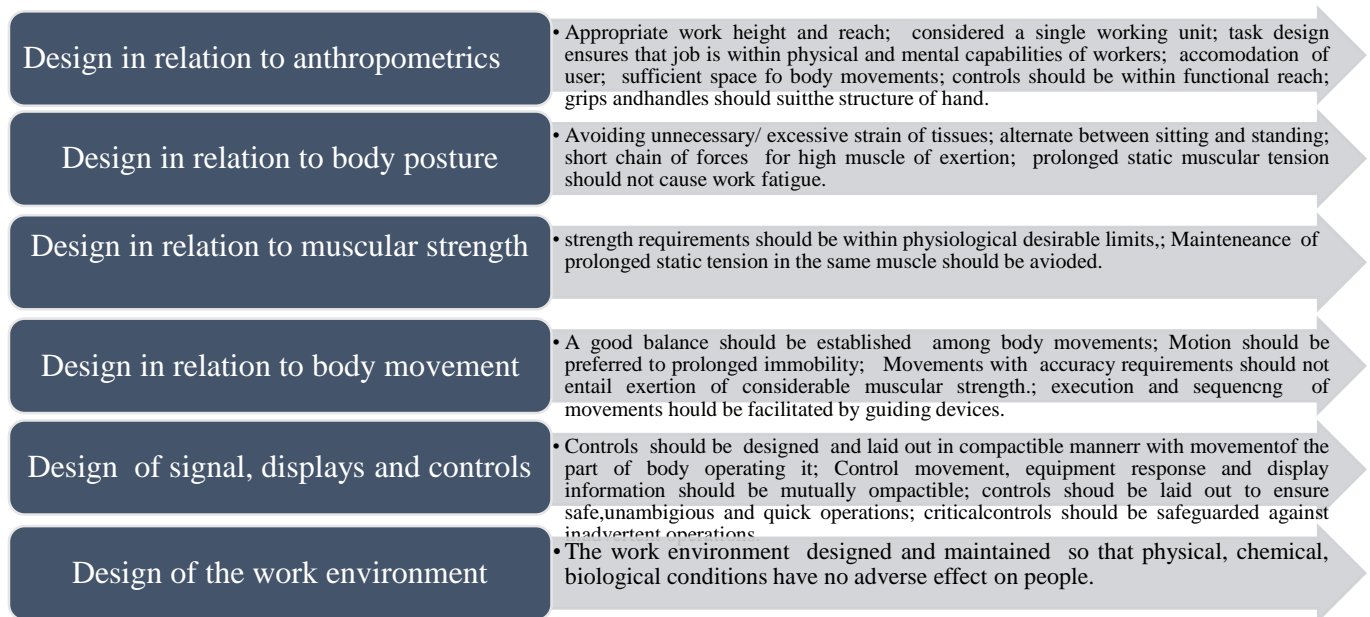 Design in relation to anthropometrics
• Appropriate work height and reach; considered a single working unit; task design
ensures that job is within physical and mental capabilities of workers; accomodation of
user; sufficient space fo body movements; controls should be within functional reach;
grips andhandles should suitthe structure of hand.
Design in relation to body posture
• Avoiding unnecessary/ excessive strain of tissues; alternate between sitting and standing;
short chain of forces for high muscle of exertion; prolonged static muscular tension
should not cause work fatigue.
Design in relation to muscular strength
• strength requirements should be within physiological desirable limits,; Mainteneance of
prolonged static tension in the same muscle should be avioded.
Design in relation to body movement
• A good balance should be established among body movements; Motion should be
preferred to prolonged immobility; Movements with accuracy requirements should not
entail exertion of considerable muscular strength.; execution and sequencng of
movements hould be facilitated by guiding devices.
Design of signal, displays and controls
• Controls should be designed and laid out in compactible mannerr with movementof the
part of body operating it; Control movement, equipment response and display
information should be mutually ompactible; controls shoud be laid out to ensure
safe,unambigious and quick operations; criticalcontrols should be safeguarded against
inadvertent operations.
Design of the work environment
• The work environment designed and maintained so that physical, chemical,
biological conditions have no adverse effect on people.